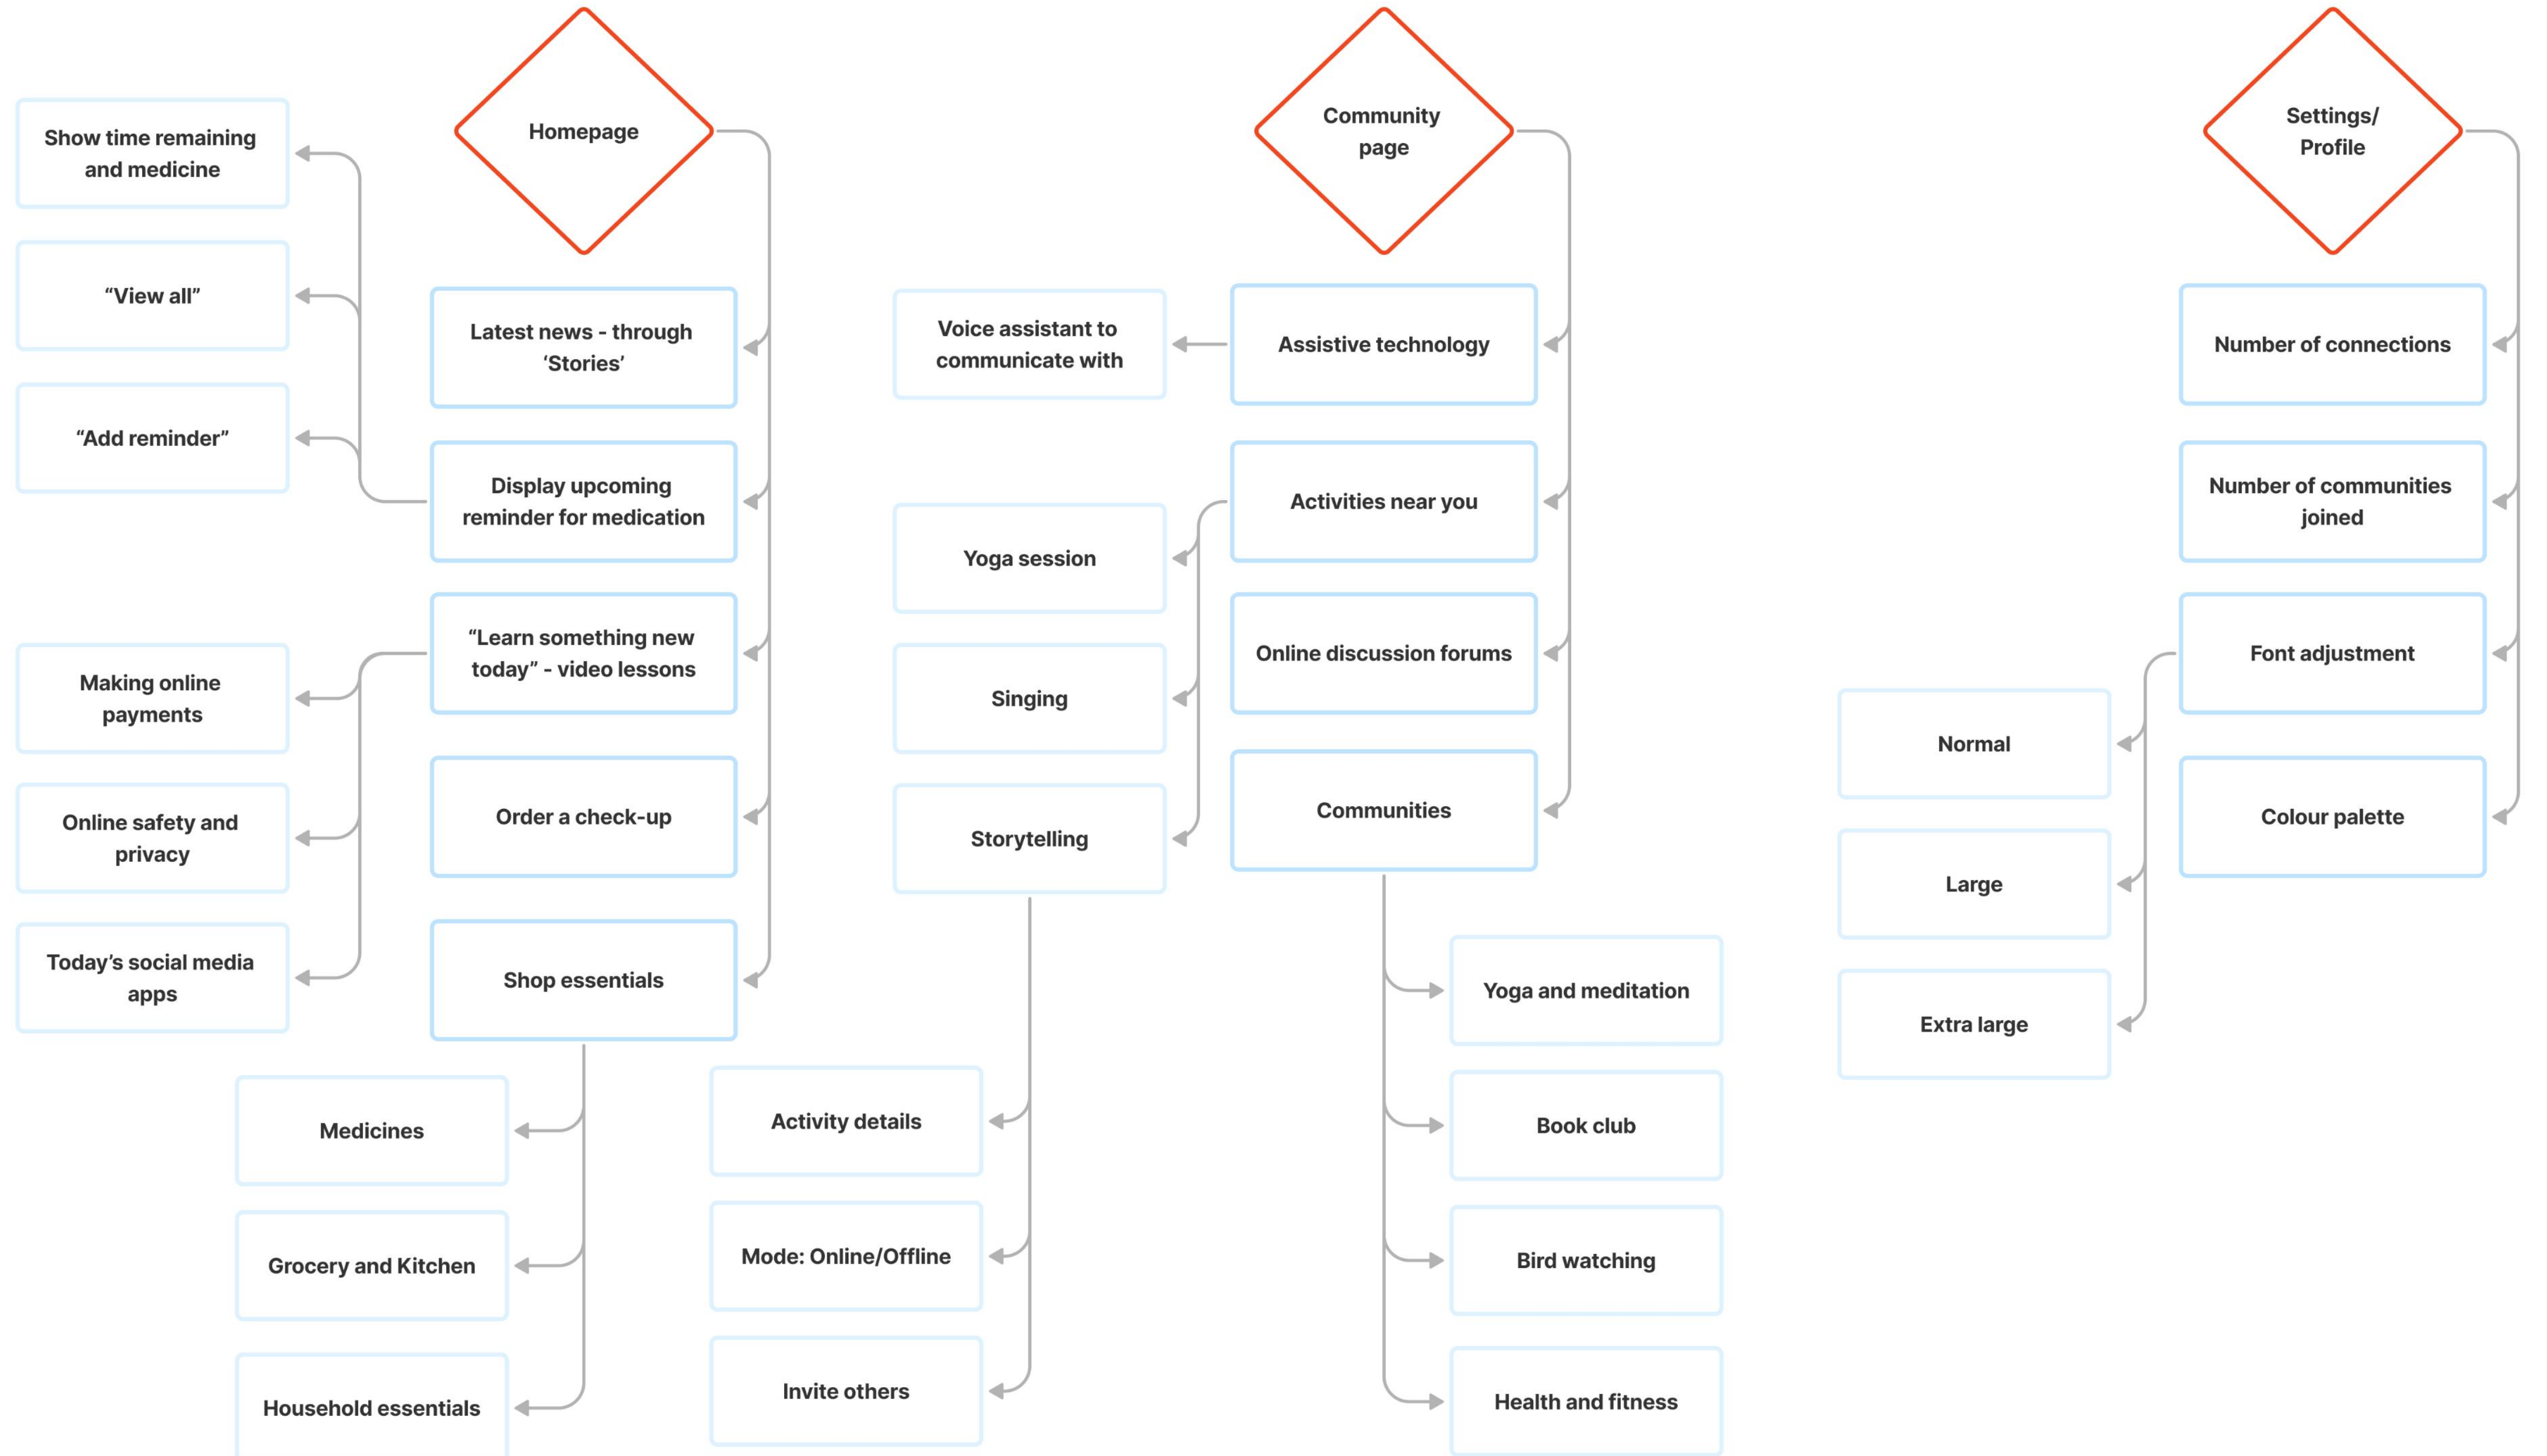 Homepage
Show time remaining
and medicine
“View all”
“Add reminder”
Latest news - through
‘Stories’
Display upcoming
reminder for medication
“Learn something new
today” - video lessons
Making online
payments
Online safety and
privacy
Today’s social media
apps
Order a check-up
Shop essentials
Medicines
Grocery and Kitchen
Household essentials
Community
page
Assistive technology
Voice assistant to
communicate with
Activities near you
Yoga session
Singing
Storytelling
Activity details
Mode: Online/Offline
Invite others
Online discussion forums
Communities
Yoga and meditation
Book club
Bird watching
Health and fitness
Settings/
Profile
Number of connections
Number of communities
joined
Font adjustment
Normal
Large
Extra large
Colour palette